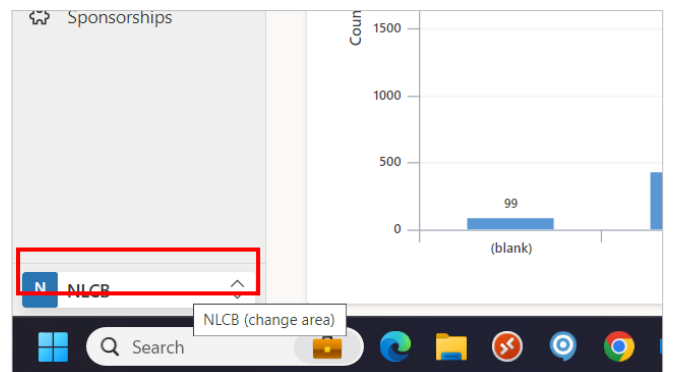 Sponsorships
Coun
1500
1000
500
0
99
(blank)
N NLCB
NLCB (change area)
Search